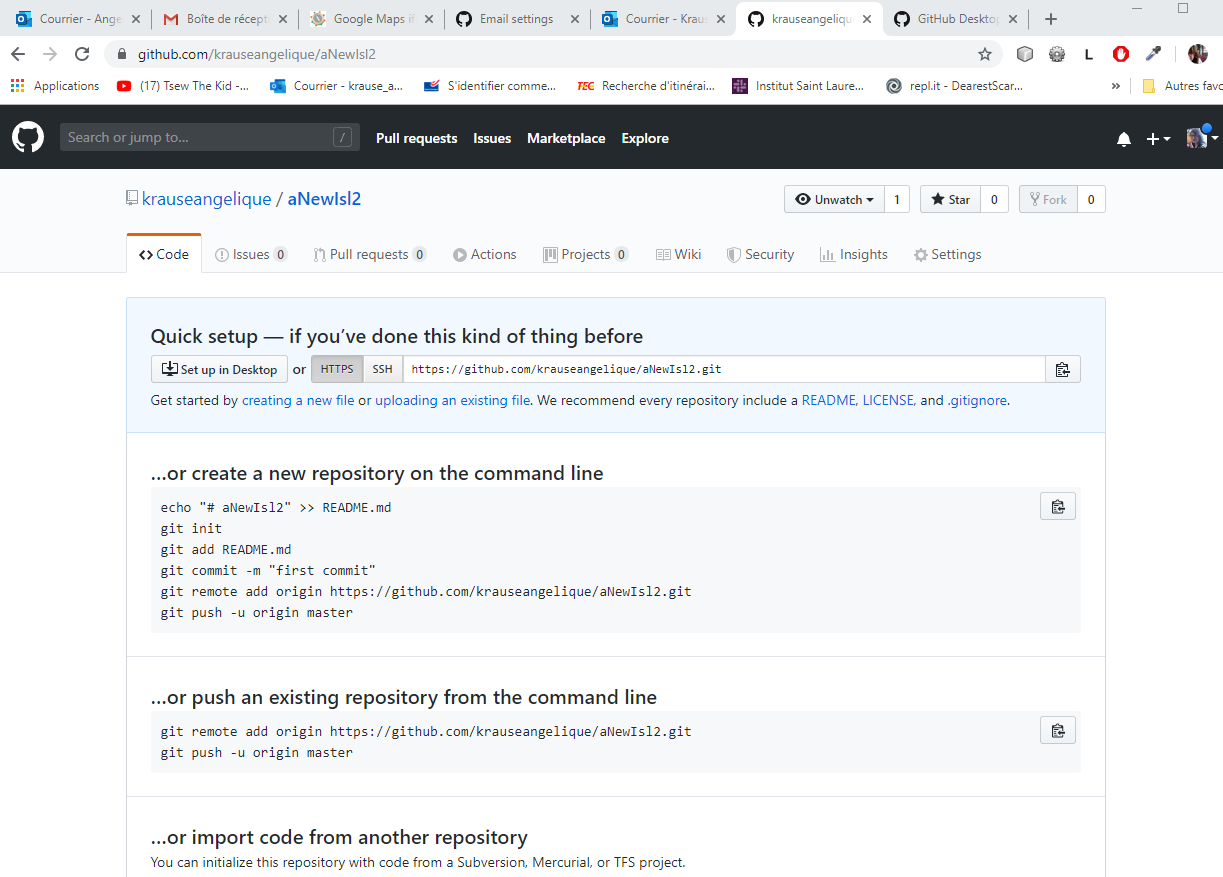 Courrier - Ange
Boîte de récept
Google Maps if
Email settings
Courrier - Kraus
krauseangeliqu
GitHub Desktop
github.com/krauseangelique/aNewIsl2
L
Applications
(17) Tsew The Kid -...
Courrier - krause_a...
S'identifier comme...
TEC Recherche d'itinérai...
Institut Saint Laure...
repl.it - DearestScar...
»
Autres favo
Search or jump to...
/
Pull requests
Issues
Marketplace
Explore
krauseangelique / aNewIsl2
Unwatch 1
Star 0
Fork 0
<> Code
Issues 0
Pull requests 0
Actions
Projects 0
Wiki
Security
Insights
Settings
Quick setup — if you’ve done this kind of thing before
Set up in Desktop or HTTPS SSH https://github.com/krauseangelique/aNewIsl2.git
Get started by creating a new file or uploading an existing file. We recommend every repository include a README, LICENSE, and .gitignore.
…or create a new repository on the command line
echo "# aNewIsl2" >> README.md
git init
git add README.md
git commit -m "first commit"
git remote add origin https://github.com/krauseangelique/aNewIsl2.git
git push -u origin master
…or push an existing repository from the command line
git remote add origin https://github.com/krauseangelique/aNewIsl2.git
git push -u origin master
…or import code from another repository
You can initialize this repository with code from a Subversion, Mercurial, or TFS project.